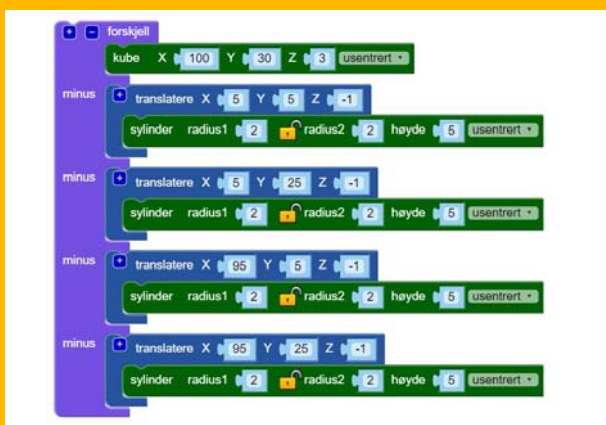 forskjell
kube X 100 Y 30 Z 3 usentrert
minus translatere X 5 Y 5 Z -1
sylinder radius1 2 radius2 2 høyde 5 usentrert
minus translatere X 5 Y 25 Z -1
sylinder radius1 2 radius2 2 høyde 5 usentrert
minus translatere X 95 Y 5 Z -1
sylinder radius1 2 radius2 2 høyde 5 usentrert
minus translatere X 95 Y 25 Z -1
sylinder radius1 2 radius2 2 høyde 5 usentrert